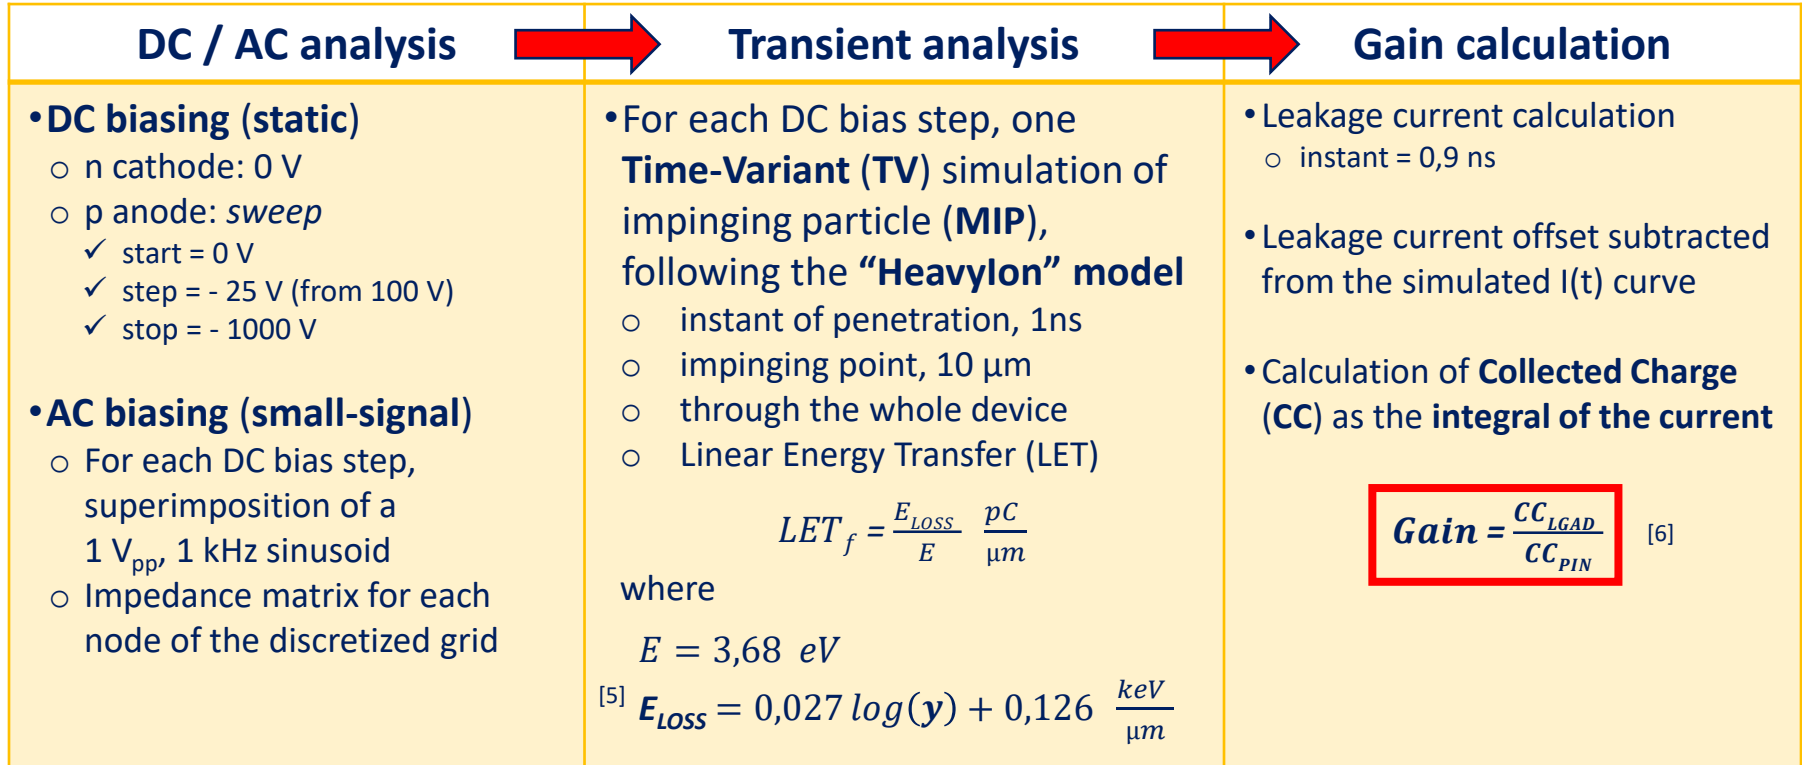 DC / AC analysis
Transient analysis
Gain calculation
•DC biasing (static)
o n cathode: 0 V
o p anode: sweep
✓ start = 0 V
✓ step = - 25 V (from 100 V)
✓ stop = - 1000 V
•AC biasing (small-signal)
o For each DC bias step,
superimposition of a
1 Vpp, 1 kHz sinusoid
o Impedance matrix for each
node of the discretized grid
•For each DC bias step, one
Time-Variant (TV) simulation of
impinging particle (MIP),
following the “HeavyIon” model
o instant of penetration, 1ns
o impinging point, 10 µm
o through the whole device
o Linear Energy Transfer (LET)
LET_f = E_LOSS/E pC/µm
where
E = 3,68 eV
[5] E_LOSS = 0,027 log(y) + 0,126 keV/µm
•Leakage current calculation
o instant = 0,9 ns
•Leakage current offset subtracted
from the simulated I(t) curve
•Calculation of Collected Charge
(CC) as the integral of the current
Gain = CC_LGAD/CC_PIN [6]